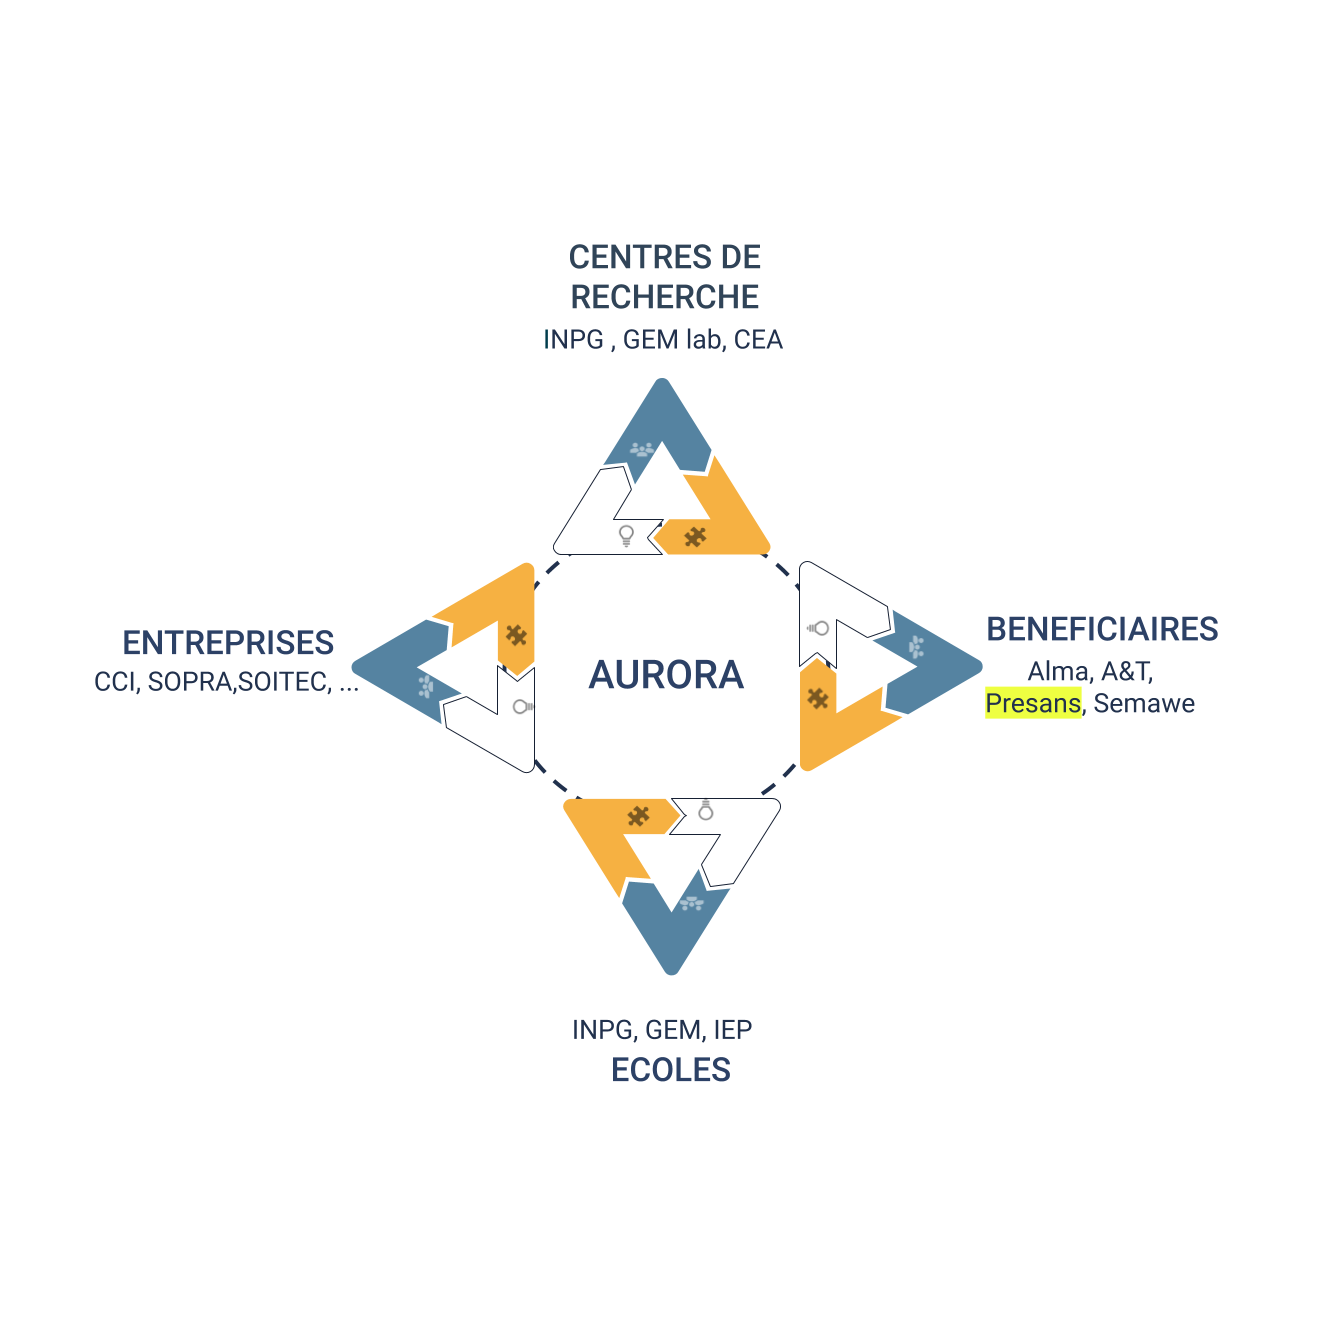 CENTRES DE
RECHERCHE
INPG , GEM lab, CEA
ENTREPRISES
CCI, SOPRA,SOITEC, ...
AURORA
BENEFICIAIRES
Alma, A&T,
Presans, Semawe
INPG, GEM, IEP
ECOLES